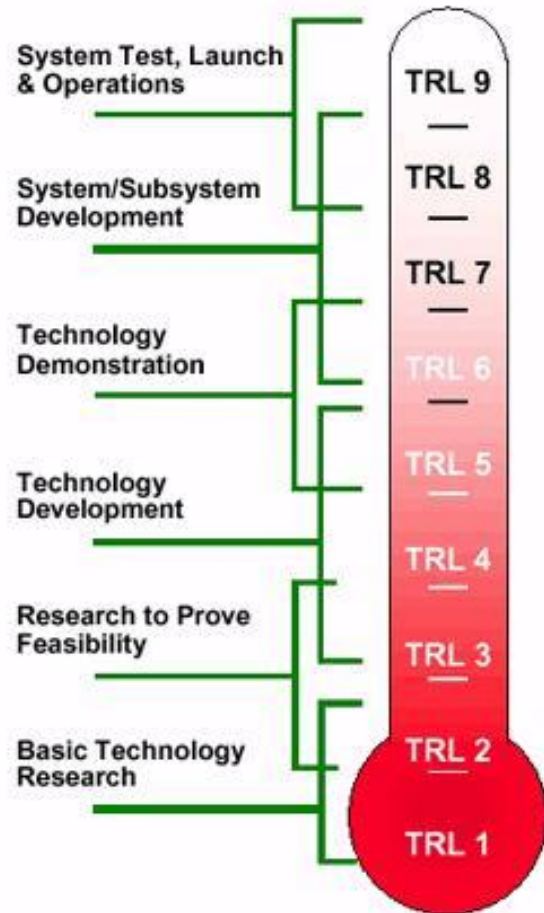 System Test, Launch
& Operations
System/Subsystem
Development
Technology
Demonstration
Technology
Development
Research to Prove
Feasibility
Basic Technology
Research
TRL 9
TRL 8
TRL 7
TRL 6
TRL 5
TRL 4
TRL 3
TRL 2
TRL 1